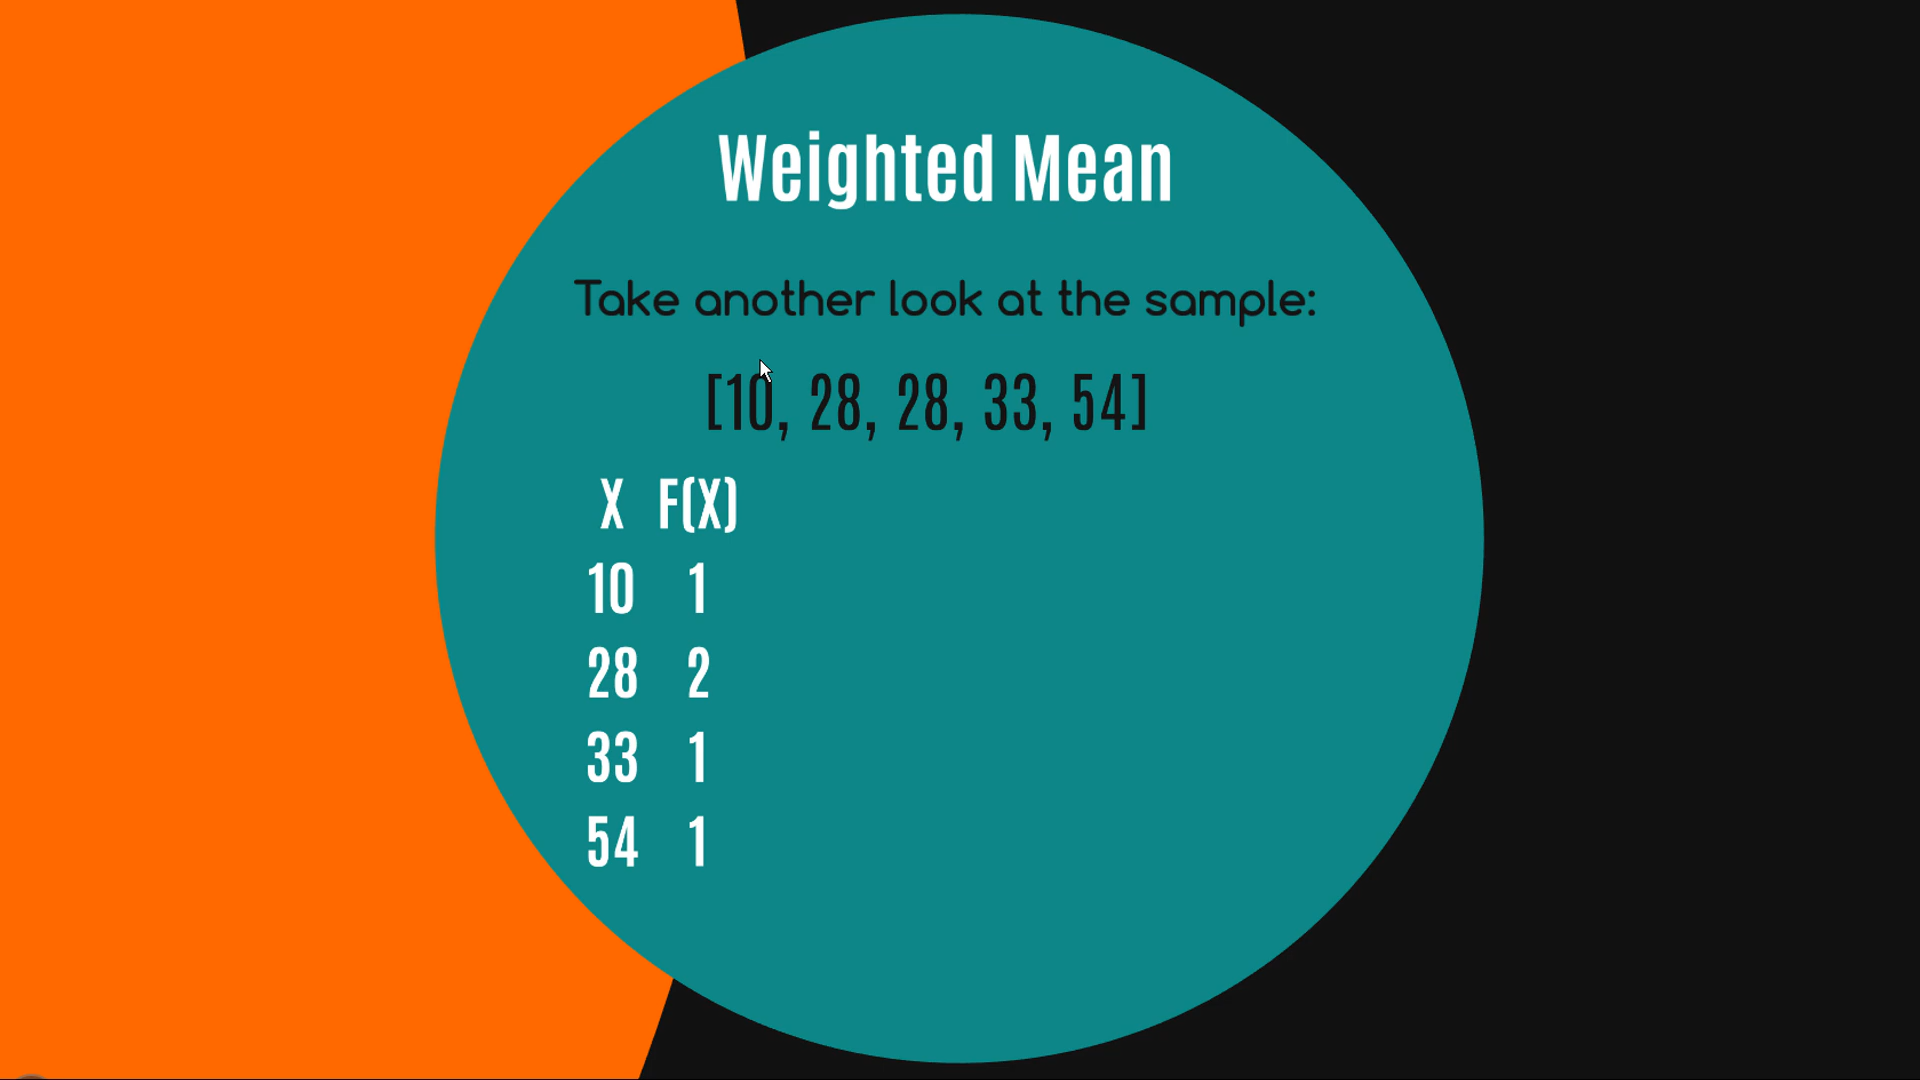 Weighted Mean
Take another look at the sample:
[10, 28, 28, 33, 54]
X F(X)
10 1
28 2
33 1
54 1